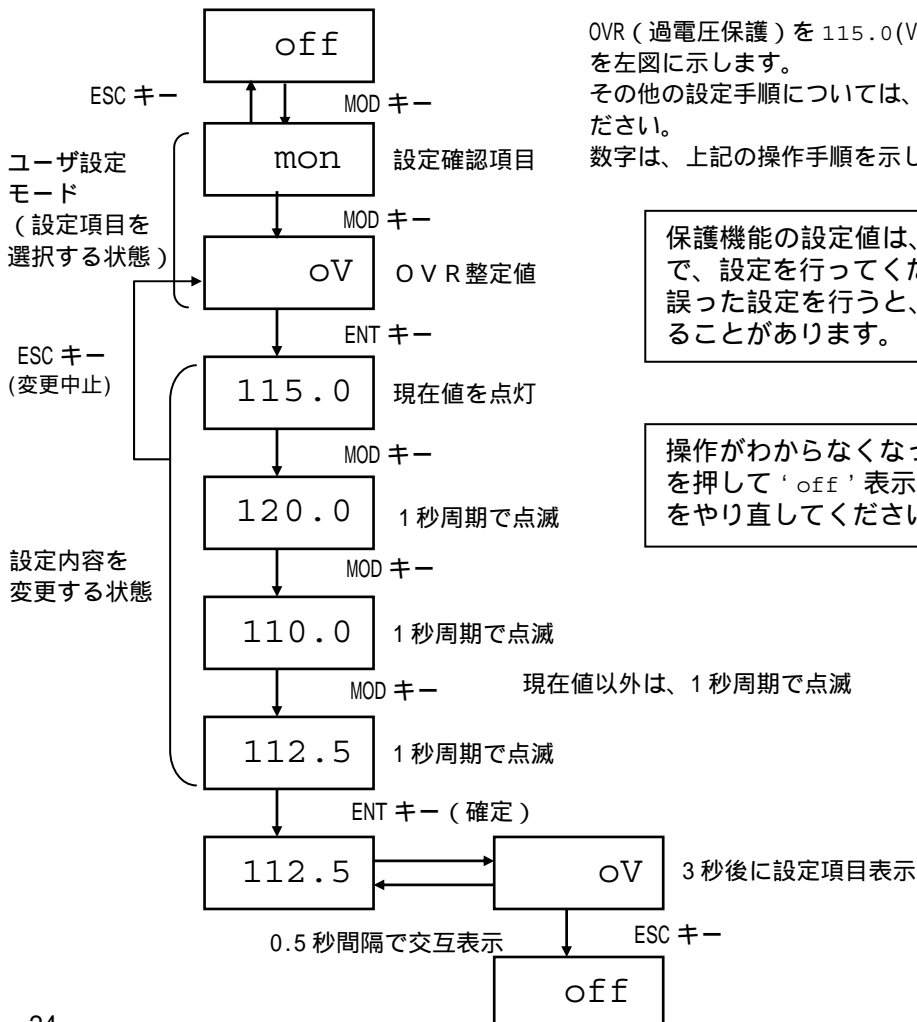 off
ESC キー
MOD キー
ユーザ設定
モード
(設定項目を
選択する状態)
mon
設定確認項目
MOD キー
oV
OVR整定値
ENT キー
ESC キー
(変更中止)
115.0
現在値を点灯
MOD キー
120.0
1秒周期で点滅
設定内容を
変更する状態
MOD キー
110.0
1秒周期で点滅
MOD キー
現在値以外は、1秒周期で点滅
112.5
1秒周期で点滅
ENT キー(確定)
112.5
oV
3秒後に設定項目表示
0.5秒間隔で交互表示
ESC キー
off
OVR(過電圧保護)を115.0(V
を左図に示します。
その他の設定手順については、
ださい。
数字は、上記の操作手順を示し
保護機能の設定値は、
で、設定を行ってくだ
誤った設定を行うと、
ることがあります。
操作がわからなくなっ
を押して‘off’表示
をやり直してください